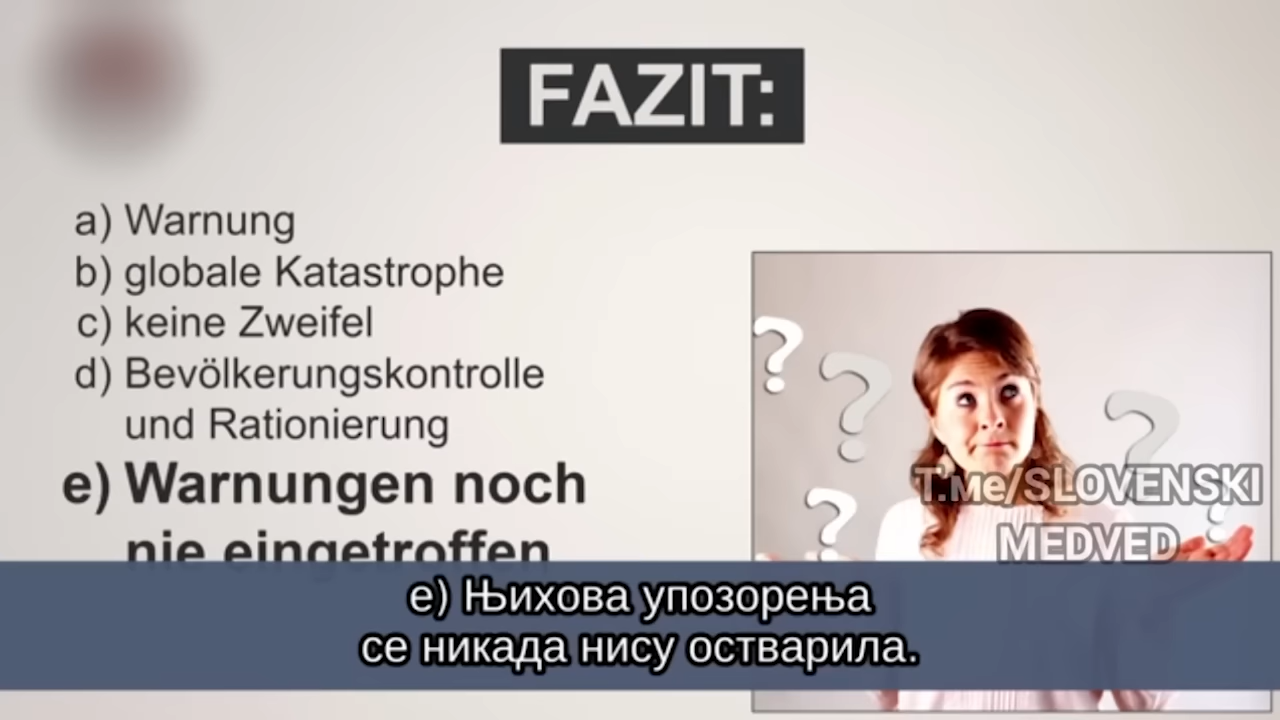 FAZIT:
a) Warnung
b) globale Katastrophe
c) keine Zweifel
d) Bevölkerungskontrolle
und Rationierung
e) Warnungen noch
nie eingetroffen
? ? ? ? ?
T.Me/SLOVENSKI
MEDVED
е) Њихова упозорења
се никада нису остварила.